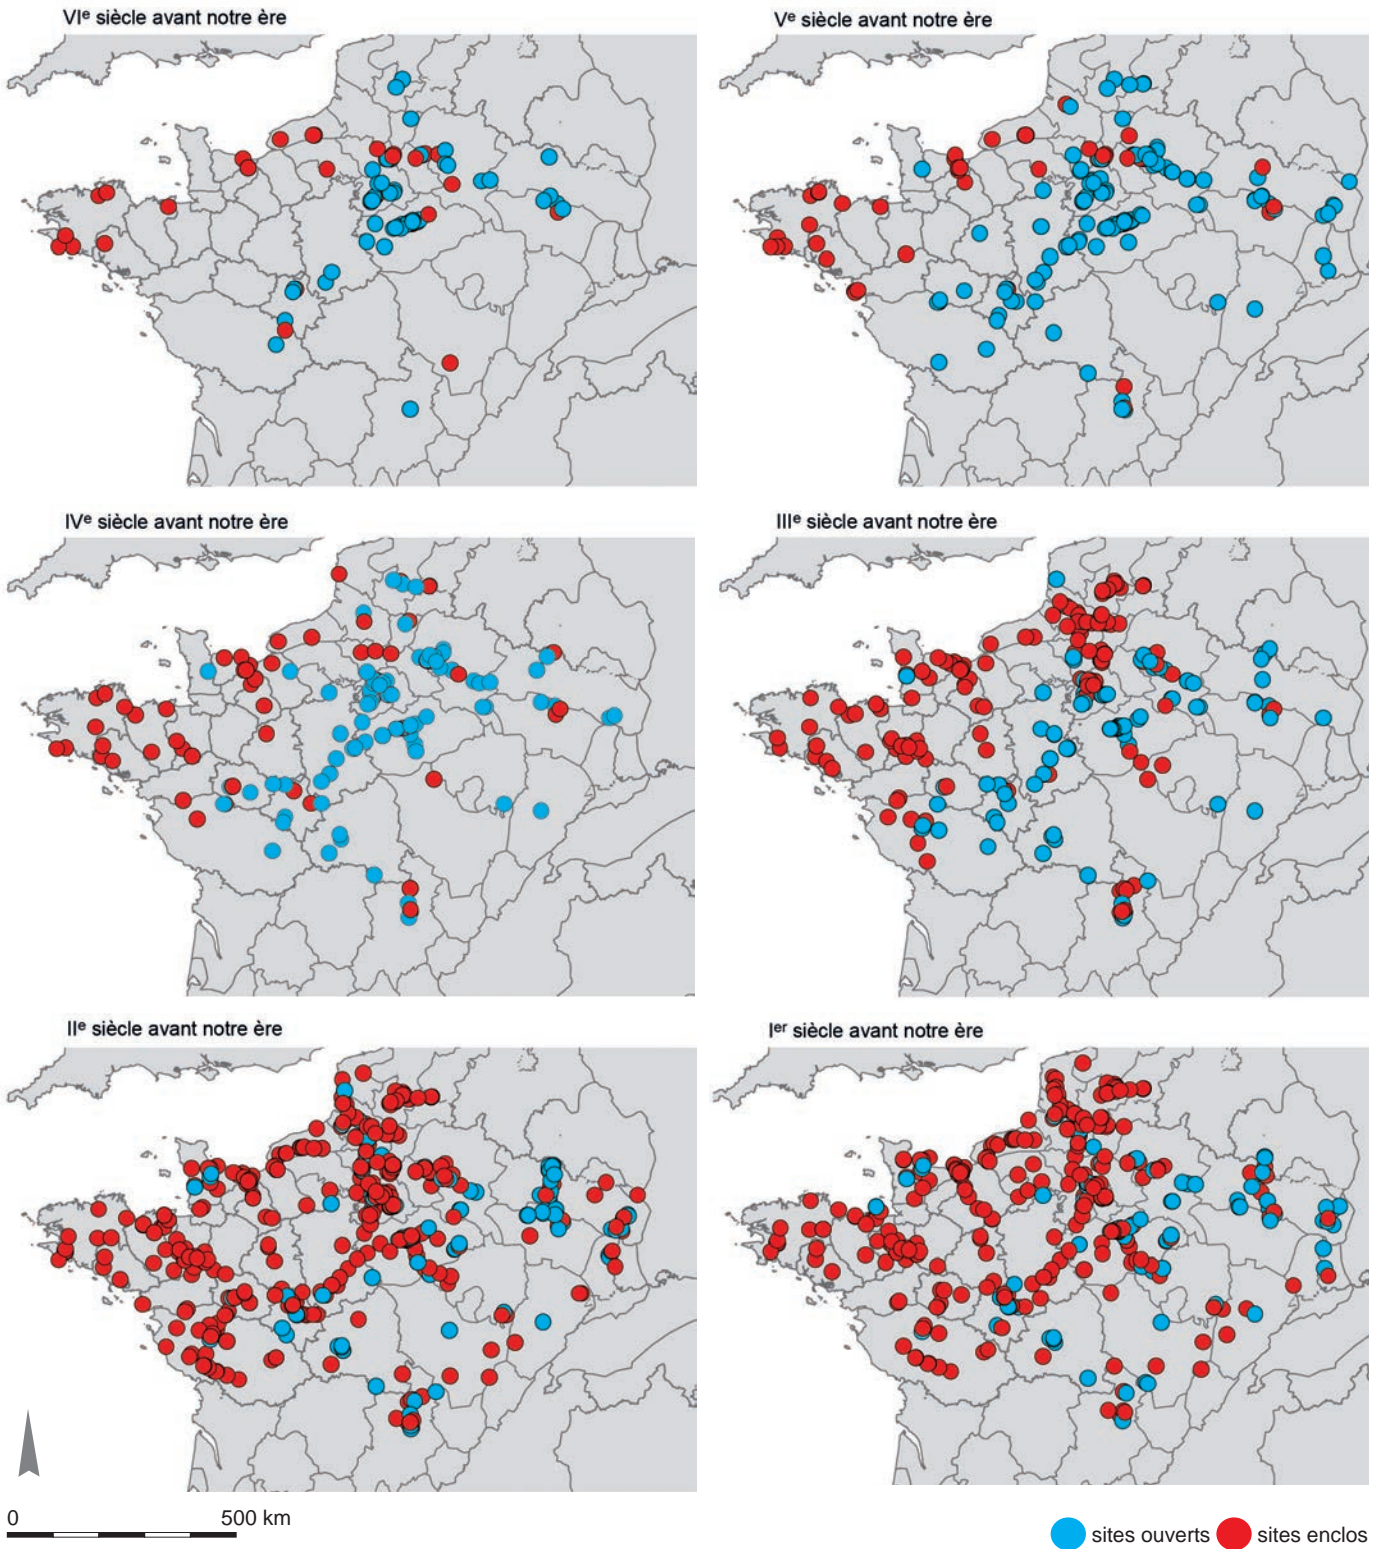 VIe siècle avant notre ère
Ve siècle avant notre ère
IVe siècle avant notre ère
IIIe siècle avant notre ère
IIe siècle avant notre ère
Ier siècle avant notre ère
0 500 km
sites ouverts sites enclos